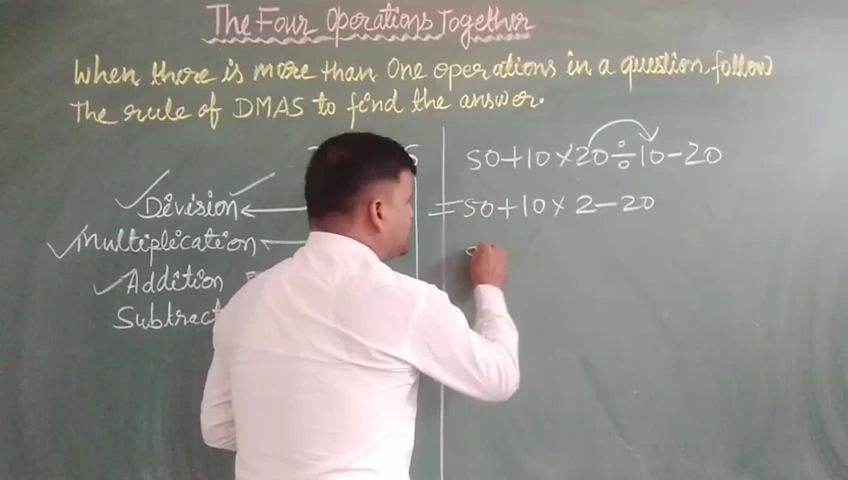 The Four Operations Together
When there is more than One operations in a question, follow
The rule of DMAS to find the answer.
Division
Multiplication
Addition
Subtract
50+10×20÷10-20
=50+10×2-20